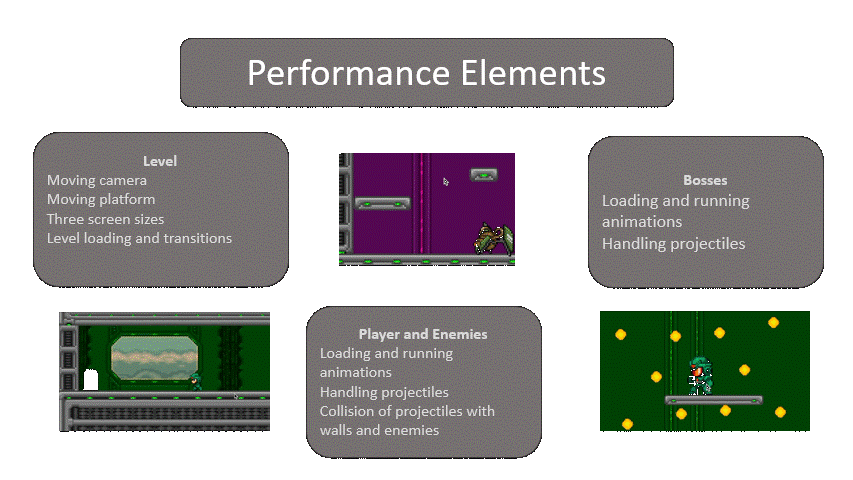 Performance Elements
Level
Moving camera
Moving platform
Three screen sizes
Level loading and transitions
Bosses
Loading and running
animations
Handling projectiles
Player and Enemies
Loading and running
animations
Handling projectiles
Collision of projectiles with
walls and enemies